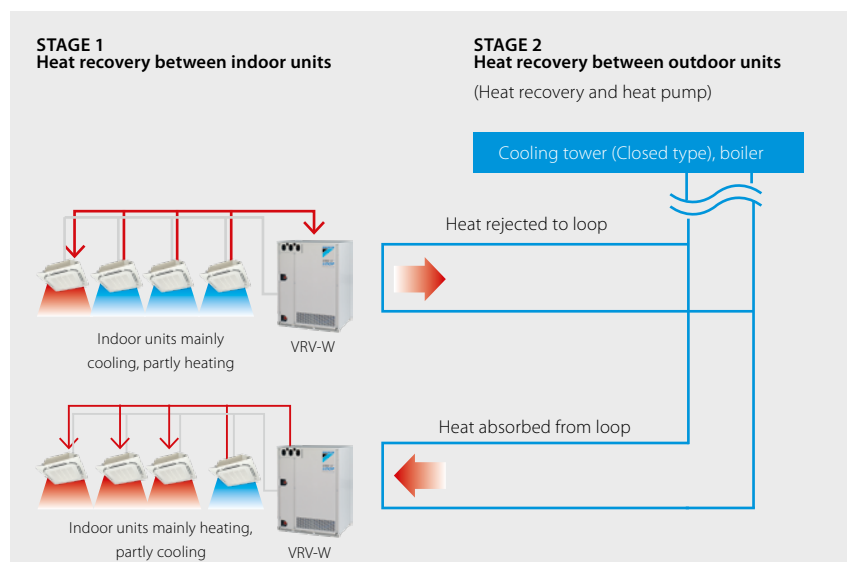 STAGE 1
Heat recovery between indoor units
STAGE 2
Heat recovery between outdoor units
(Heat recovery and heat pump)
Cooling tower (Closed type), boiler
Heat rejected to loop
Indoor units mainly
cooling, partly heating
VRV-W
Heat absorbed from loop
Indoor units mainly heating,
partly cooling
VRV-W